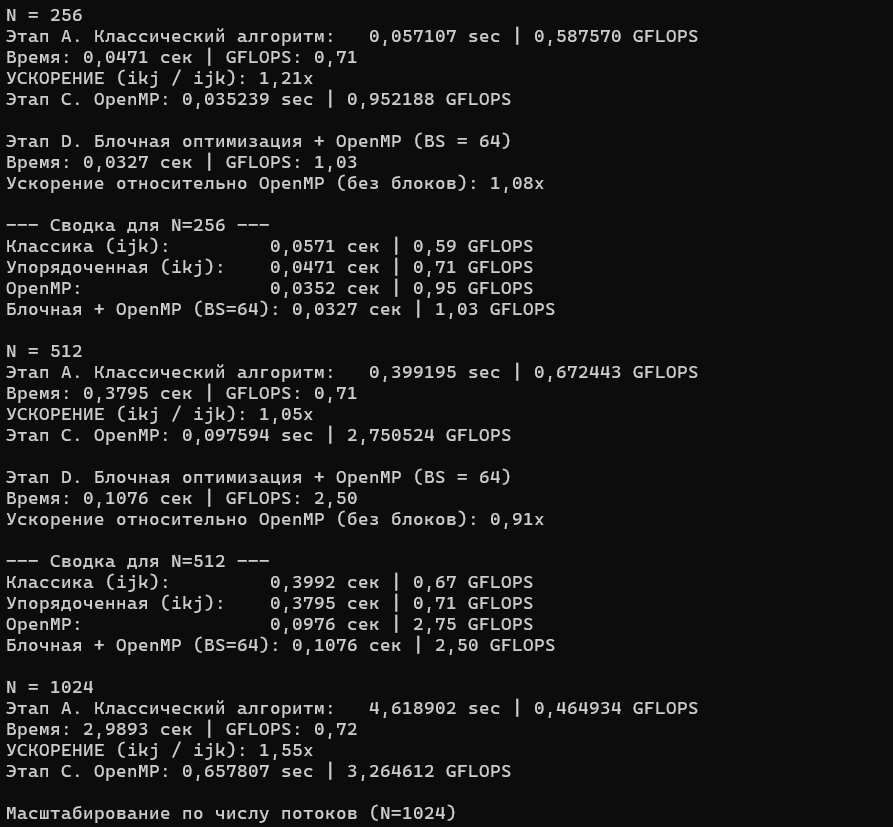 N = 256
Этап A. Классический алгоритм:   0,057107 sec | 0,587570 GFLOPS
Время: 0,0471 сек | GFLOPS: 0,71
УСКОРЕНИЕ (ikj / ijk): 1,21x
Этап C. OpenMP: 0,035239 sec | 0,952188 GFLOPS

Этап D. Блочная оптимизация + OpenMP (BS = 64)
Время: 0,0327 сек | GFLOPS: 1,03
Ускорение относительно OpenMP (без блоков): 1,08x

--- Сводка для N=256 ---
Классика (ijk):         0,0571 сек | 0,59 GFLOPS
Упорядоченная (ikj):    0,0471 сек | 0,71 GFLOPS
OpenMP:                 0,0352 сек | 0,95 GFLOPS
Блочная + OpenMP (BS=64): 0,0327 сек | 1,03 GFLOPS

N = 512
Этап A. Классический алгоритм:   0,399195 sec | 0,672443 GFLOPS
Время: 0,3795 сек | GFLOPS: 0,71
УСКОРЕНИЕ (ikj / ijk): 1,05x
Этап C. OpenMP: 0,097594 sec | 2,750524 GFLOPS

Этап D. Блочная оптимизация + OpenMP (BS = 64)
Время: 0,1076 сек | GFLOPS: 2,50
Ускорение относительно OpenMP (без блоков): 0,91x

--- Сводка для N=512 ---
Классика (ijk):         0,3992 сек | 0,67 GFLOPS
Упорядоченная (ikj):    0,3795 сек | 0,71 GFLOPS
OpenMP:                 0,0976 сек | 2,75 GFLOPS
Блочная + OpenMP (BS=64): 0,1076 сек | 2,50 GFLOPS

N = 1024
Этап A. Классический алгоритм:   4,618902 sec | 0,464934 GFLOPS
Время: 2,9893 сек | GFLOPS: 0,72
УСКОРЕНИЕ (ikj / ijk): 1,55x
Этап C. OpenMP: 0,657807 sec | 3,264612 GFLOPS

Масштабирование по числу потоков (N=1024)